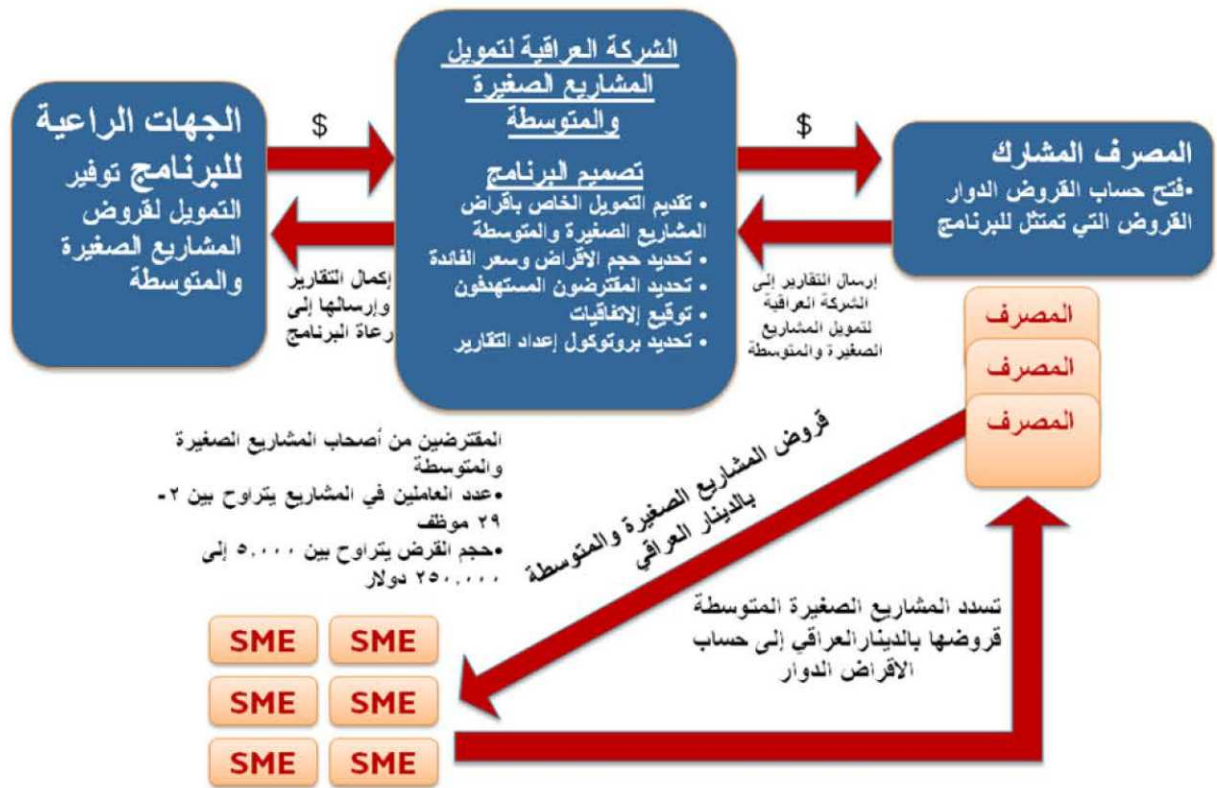 الجهات الراعية
للبرنامج توفير
التمويل لقروض
المشاريع الصغيرة
والمتوسطة
$
إكمال التقارير
وإرسالها إلى
رعاة البرنامج
الشركة العراقية لتمويل
المشاريع الصغيرة
والمتوسطة
تصميم البرنامج
• تقديم التمويل الخاص باقراض
المشاريع الصغيرة والمتوسطة
• تحديد حجم الاقراض وسعر الفائدة
• تحديد المقترضون المستهدفون
• توقيع إلاتفاقيات
• تحديد بروتوكول إعداد التقارير
$
إرسال التقارير إلى
الشركة العراقية
لتمويل المشاريع
الصغيرة والمتوسطة
المصرف المشارك
•فتح حساب القروض الدوار
القروض التي تمتثل للبرنامج
المصرف
المصرف
المصرف
قروض المشاريع الصغيرة والمتوسطة
بالدينار العراقي
المقترضين من أصحاب المشاريع الصغيرة
والمتوسطة
•عدد العاملين في المشاريع يتراوح بين ٢-
٢٩ موظف
•حجم القرض يتراوح بين ٥،٠٠٠ إلى
٢٥٠،٠٠٠ دولار
تسدد المشاريع الصغيرة المتوسطة
قروضها بالدينارالعراقي إلى حساب
الاقراض الدوار
SME SME
SME SME
SME SME